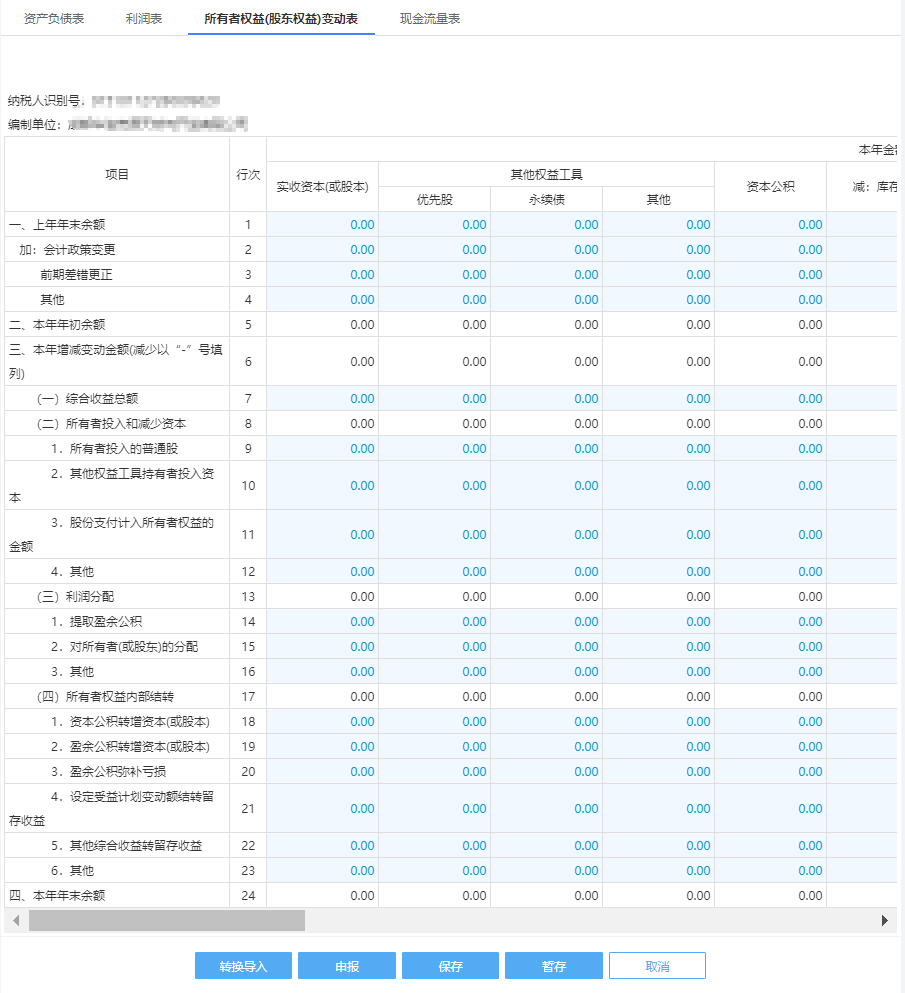 资产负债表 利润表 所有者权益(股东权益)变动表 现金流量表
纳税人识别号:
编制单位:
项目 行次 本年金
实收资本(或股本) 其他权益工具 资本公积 减: 库存
优先股 永续债 其他
一、上年年末余额 1 0.00 0.00 0.00 0.00 0.00
加: 会计政策变更 2 0.00 0.00 0.00 0.00 0.00
前期差错更正 3 0.00 0.00 0.00 0.00 0.00
其他 4 0.00 0.00 0.00 0.00 0.00
二、本年年初余额 5 0.00 0.00 0.00 0.00 0.00
三、本年增减变动金额(减少以“-”号填
列) 6 0.00 0.00 0.00 0.00 0.00
(一) 综合收益总额 7 0.00 0.00 0.00 0.00 0.00
(二) 所有者投入和减少资本 8 0.00 0.00 0.00 0.00 0.00
1. 所有者投入的普通股 9 0.00 0.00 0.00 0.00 0.00
2. 其他权益工具持有者投入资
本 10 0.00 0.00 0.00 0.00 0.00
3. 股份支付计入所有者权益的
金额 11 0.00 0.00 0.00 0.00 0.00
4. 其他 12 0.00 0.00 0.00 0.00 0.00
(三) 利润分配 13 0.00 0.00 0.00 0.00 0.00
1. 提取盈余公积 14 0.00 0.00 0.00 0.00 0.00
2. 对所有者(或股东)的分配 15 0.00 0.00 0.00 0.00 0.00
3. 其他 16 0.00 0.00 0.00 0.00 0.00
(四) 所有者权益内部结转 17 0.00 0.00 0.00 0.00 0.00
1. 资本公积转增资本(或股本) 18 0.00 0.00 0.00 0.00 0.00
2. 盈余公积转增资本(或股本) 19 0.00 0.00 0.00 0.00 0.00
3. 盈余公积弥补亏损 20 0.00 0.00 0.00 0.00 0.00
4. 设定受益计划变动额结转留
存收益 21 0.00 0.00 0.00 0.00 0.00
5. 其他综合收益转留存收益 22 0.00 0.00 0.00 0.00 0.00
6. 其他 23 0.00 0.00 0.00 0.00 0.00
四、本年年末余额 24 0.00 0.00 0.00 0.00 0.00
转换导入 申报 保存 暂存 取消